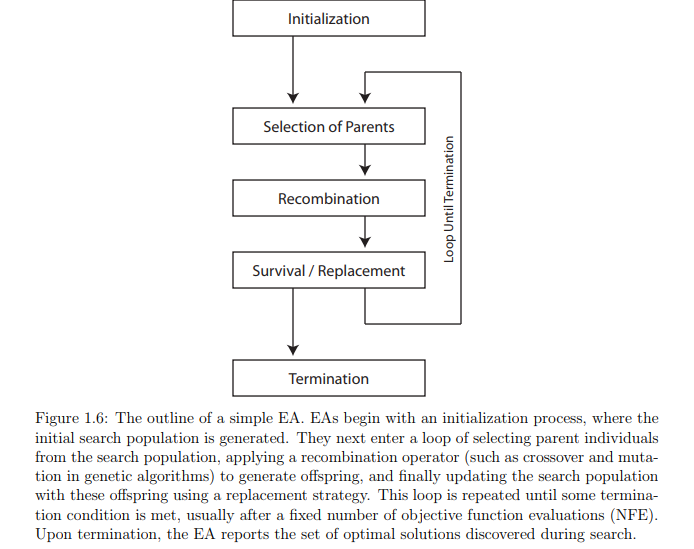 Initialization
Selection of Parents
Recombination
Loop Until Termination
Survival / Replacement
Termination
Figure 1.6: The outline of a simple EA. EAs begin with an initialization process, where the
initial search population is generated. They next enter a loop of selecting parent individuals
from the search population, applying a recombination operator (such as crossover and muta-
tion in genetic algorithms) to generate offspring, and finally updating the search population
with these offspring using a replacement strategy. This loop is repeated until some termina-
tion condition is met, usually after a fixed number of objective function evaluations (NFE).
Upon termination, the EA reports the set of optimal solutions discovered during search.